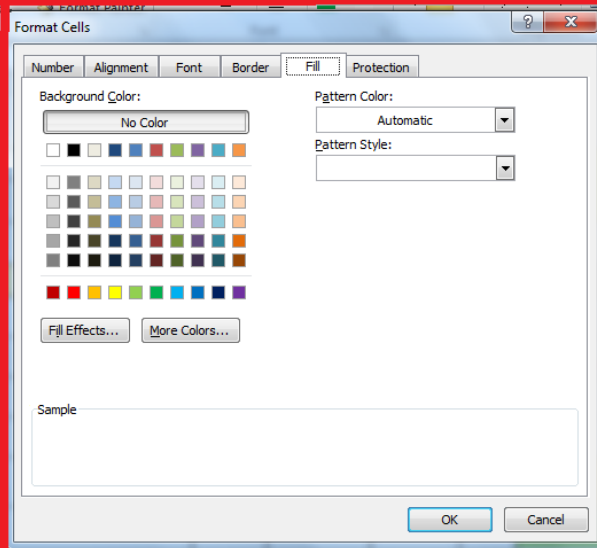 Format Painter
Format Cells
?
Number Alignment Font Border Fill Protection
Background Color:
No Color
Pattern Color:
Automatic
Pattern Style:
Fill Effects... More Colors...
Sample
OK Cancel